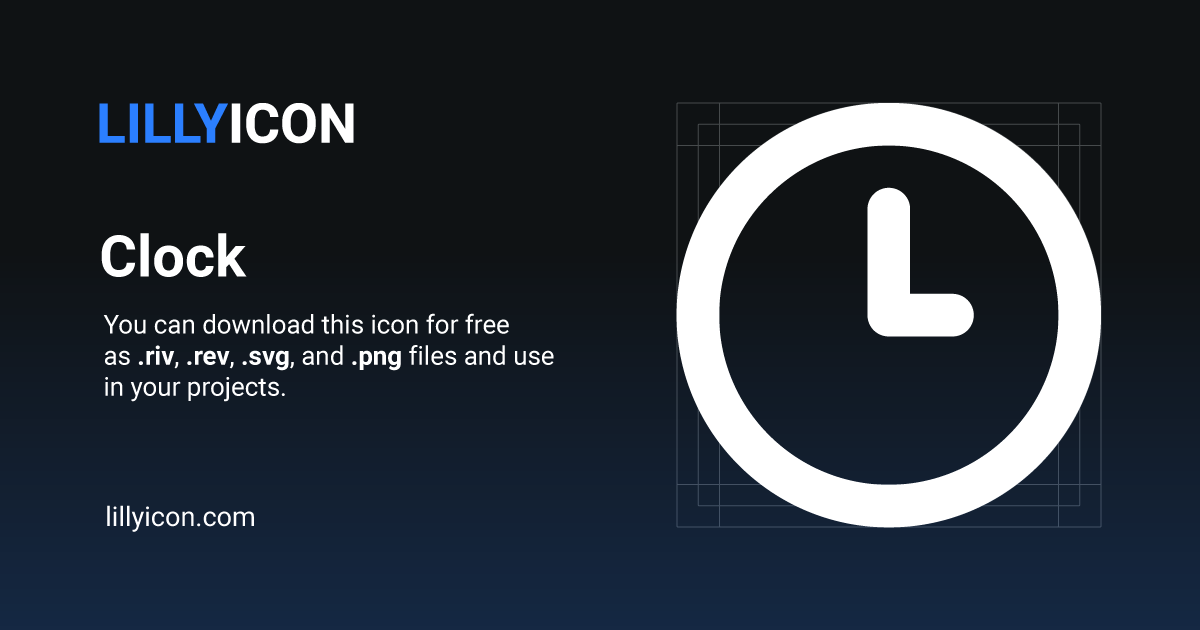 LILLYICON
Clock
You can download this icon for free
as .riv, .rev, .svg, and .png files and use
in your projects.
lillyicon.com